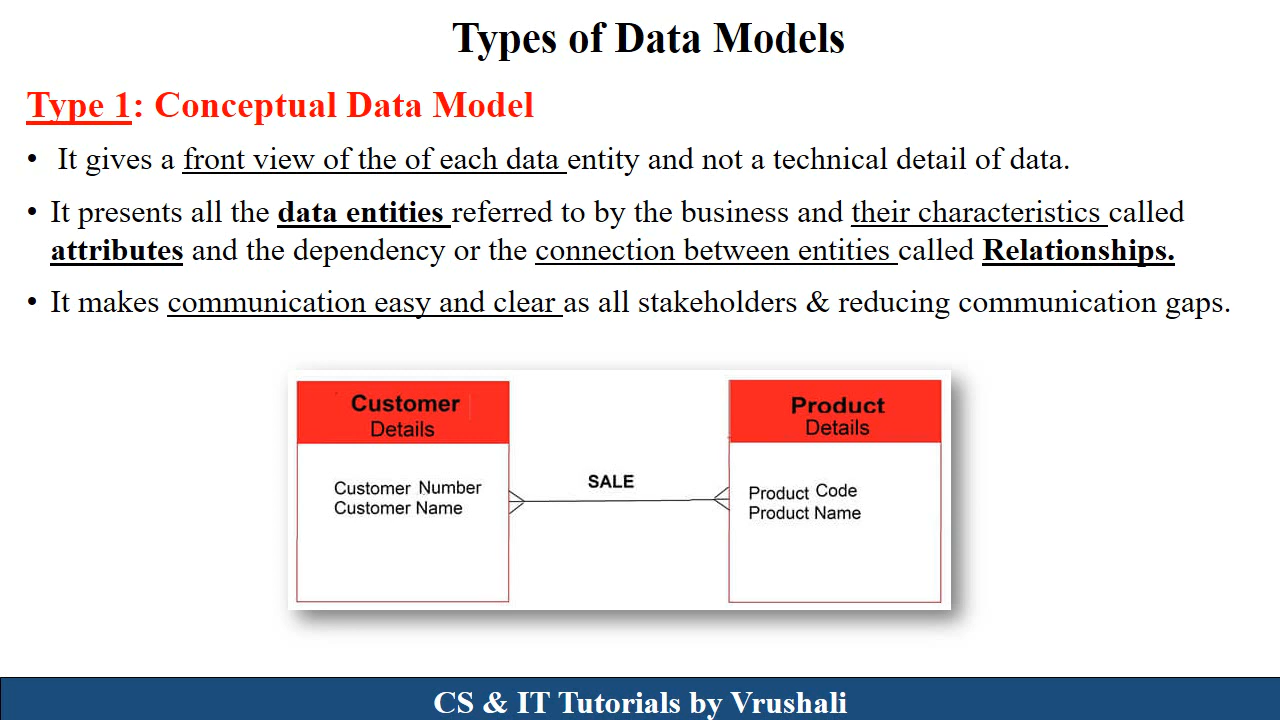 Types of Data Models
Type 1: Conceptual Data Model
• It gives a front view of the of each data entity and not a technical detail of data.
• It presents all the data entities referred to by the business and their characteristics called
attributes and the dependency or the connection between entities called Relationships.
• It makes communication easy and clear as all stakeholders & reducing communication gaps.
Customer
Details
Customer Number
Customer Name
SALE
Product
Details
Product Code
Product Name
CS & IT Tutorials by Vrushali